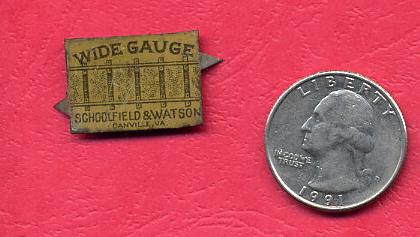 WIDE GAUGE
SCHOOLFIELD & WATSON
DANVILLE, VA.
LIBERTY
IN GOD WE
TRUST
1991